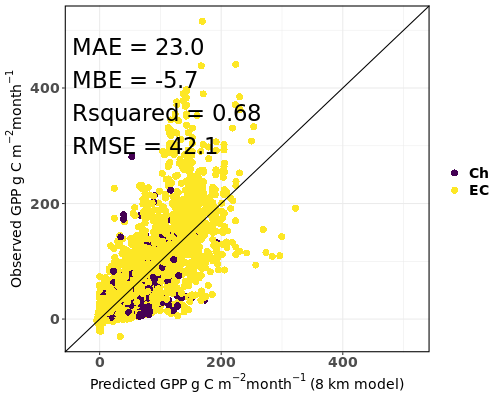 MAE = 23.0
MBE = -5.7
Rsquared = 0.68
RMSE = 42.1
Observed GPP g C m⁻²month⁻¹
400
200
0
0 200 400
Predicted GPP g C m⁻²month⁻¹ (8 km model)
Ch
EC